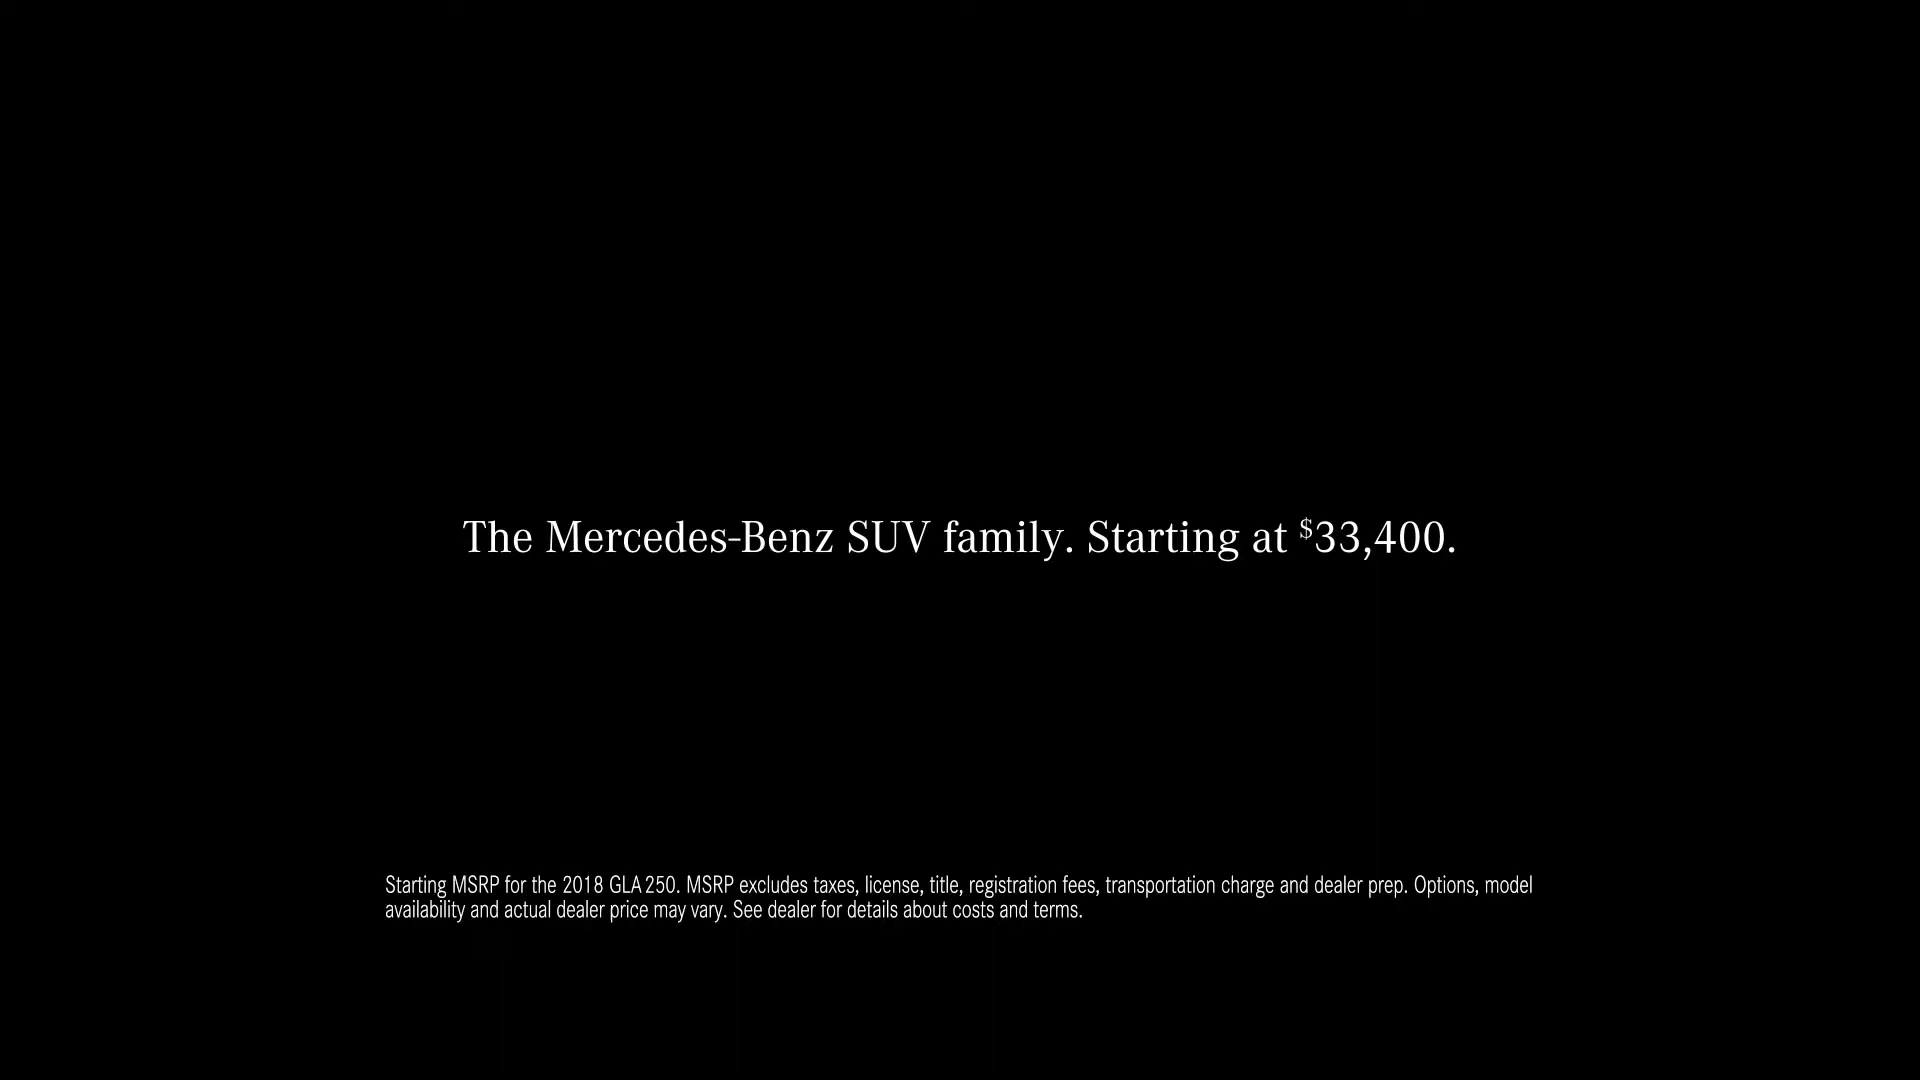 The Mercedes-Benz SUV family. Starting at $33,400.
Starting MSRP for the 2018 GLA 250. MSRP excludes taxes, license, title, registration fees, transportation charge and dealer prep. Options, model
availability and actual dealer price may vary. See dealer for details about costs and terms.